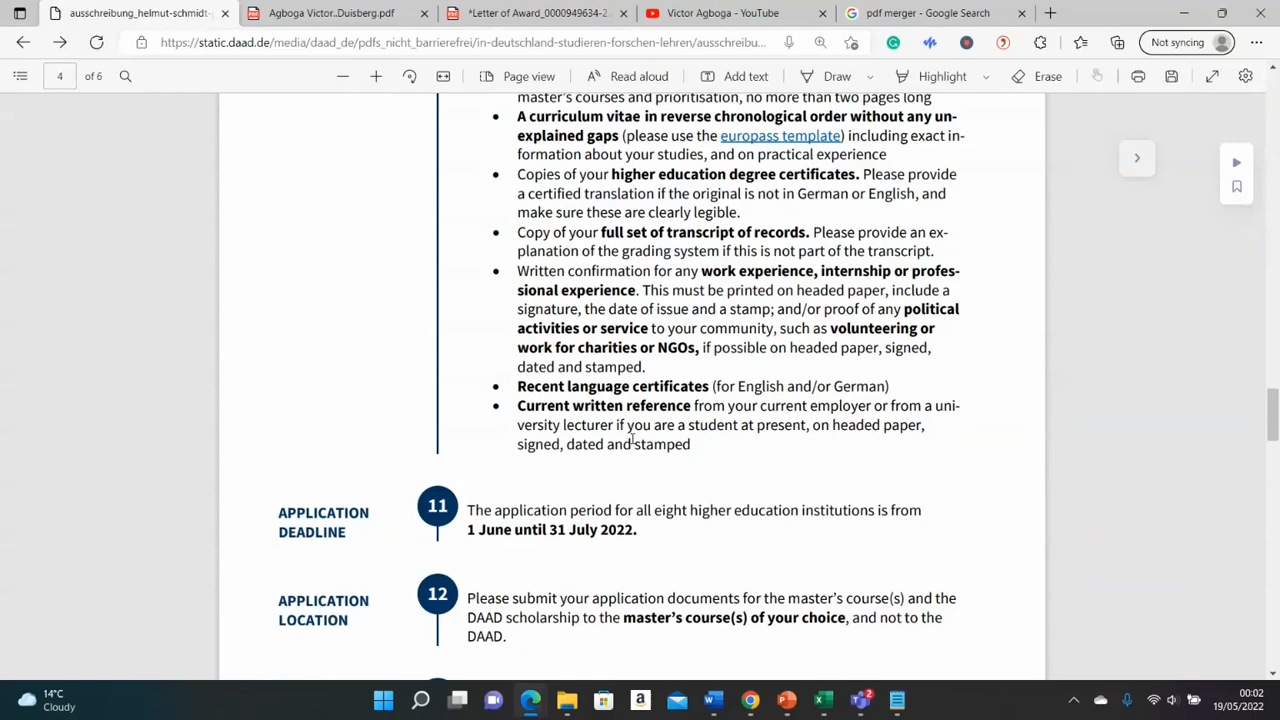 ausschreibung_helmut-schmidt-
Agboga Victor..Duisberg.pdf
*Letter of Award_0000949634-2
Victor Agboga - YouTube
pdf merger - Google Search
https://static.daad.de/media/daad_de/pdfs_nicht_barrierefrei/in-deutschland-studieren-forschen-lehren/ausschreibu...
Not syncing
4 of 6
Page view
Read aloud
Add text
Draw
Highlight
Erase
master's courses and prioritisation, no more than two pages long
• A curriculum vitae in reverse chronological order without any un-
explained gaps (please use the europass template) including exact in-
formation about your studies, and on practical experience
• Copies of your higher education degree certificates. Please provide
a certified translation if the original is not in German or English, and
make sure these are clearly legible.
• Copy of your full set of transcript of records. Please provide an ex-
planation of the grading system if this is not part of the transcript.
• Written confirmation for any work experience, internship or profes-
sional experience. This must be printed on headed paper, include a
signature, the date of issue and a stamp; and/or proof of any political
activities or service to your community, such as volunteering or
work for charities or NGOs, if possible on headed paper, signed,
dated and stamped.
• Recent language certificates (for English and/or German)
• Current written reference from your current employer or from a uni-
versity lecturer if you are a student at present, on headed paper,
signed, dated and stamped
APPLICATION
DEADLINE
11
The application period for all eight higher education institutions is from
1 June until 31 July 2022.
APPLICATION
LOCATION
12
Please submit your application documents for the master's course(s) and the
DAAD scholarship to the master's course(s) of your choice, and not to the
DAAD.
14°C
Cloudy
2
00:02
19/05/2022